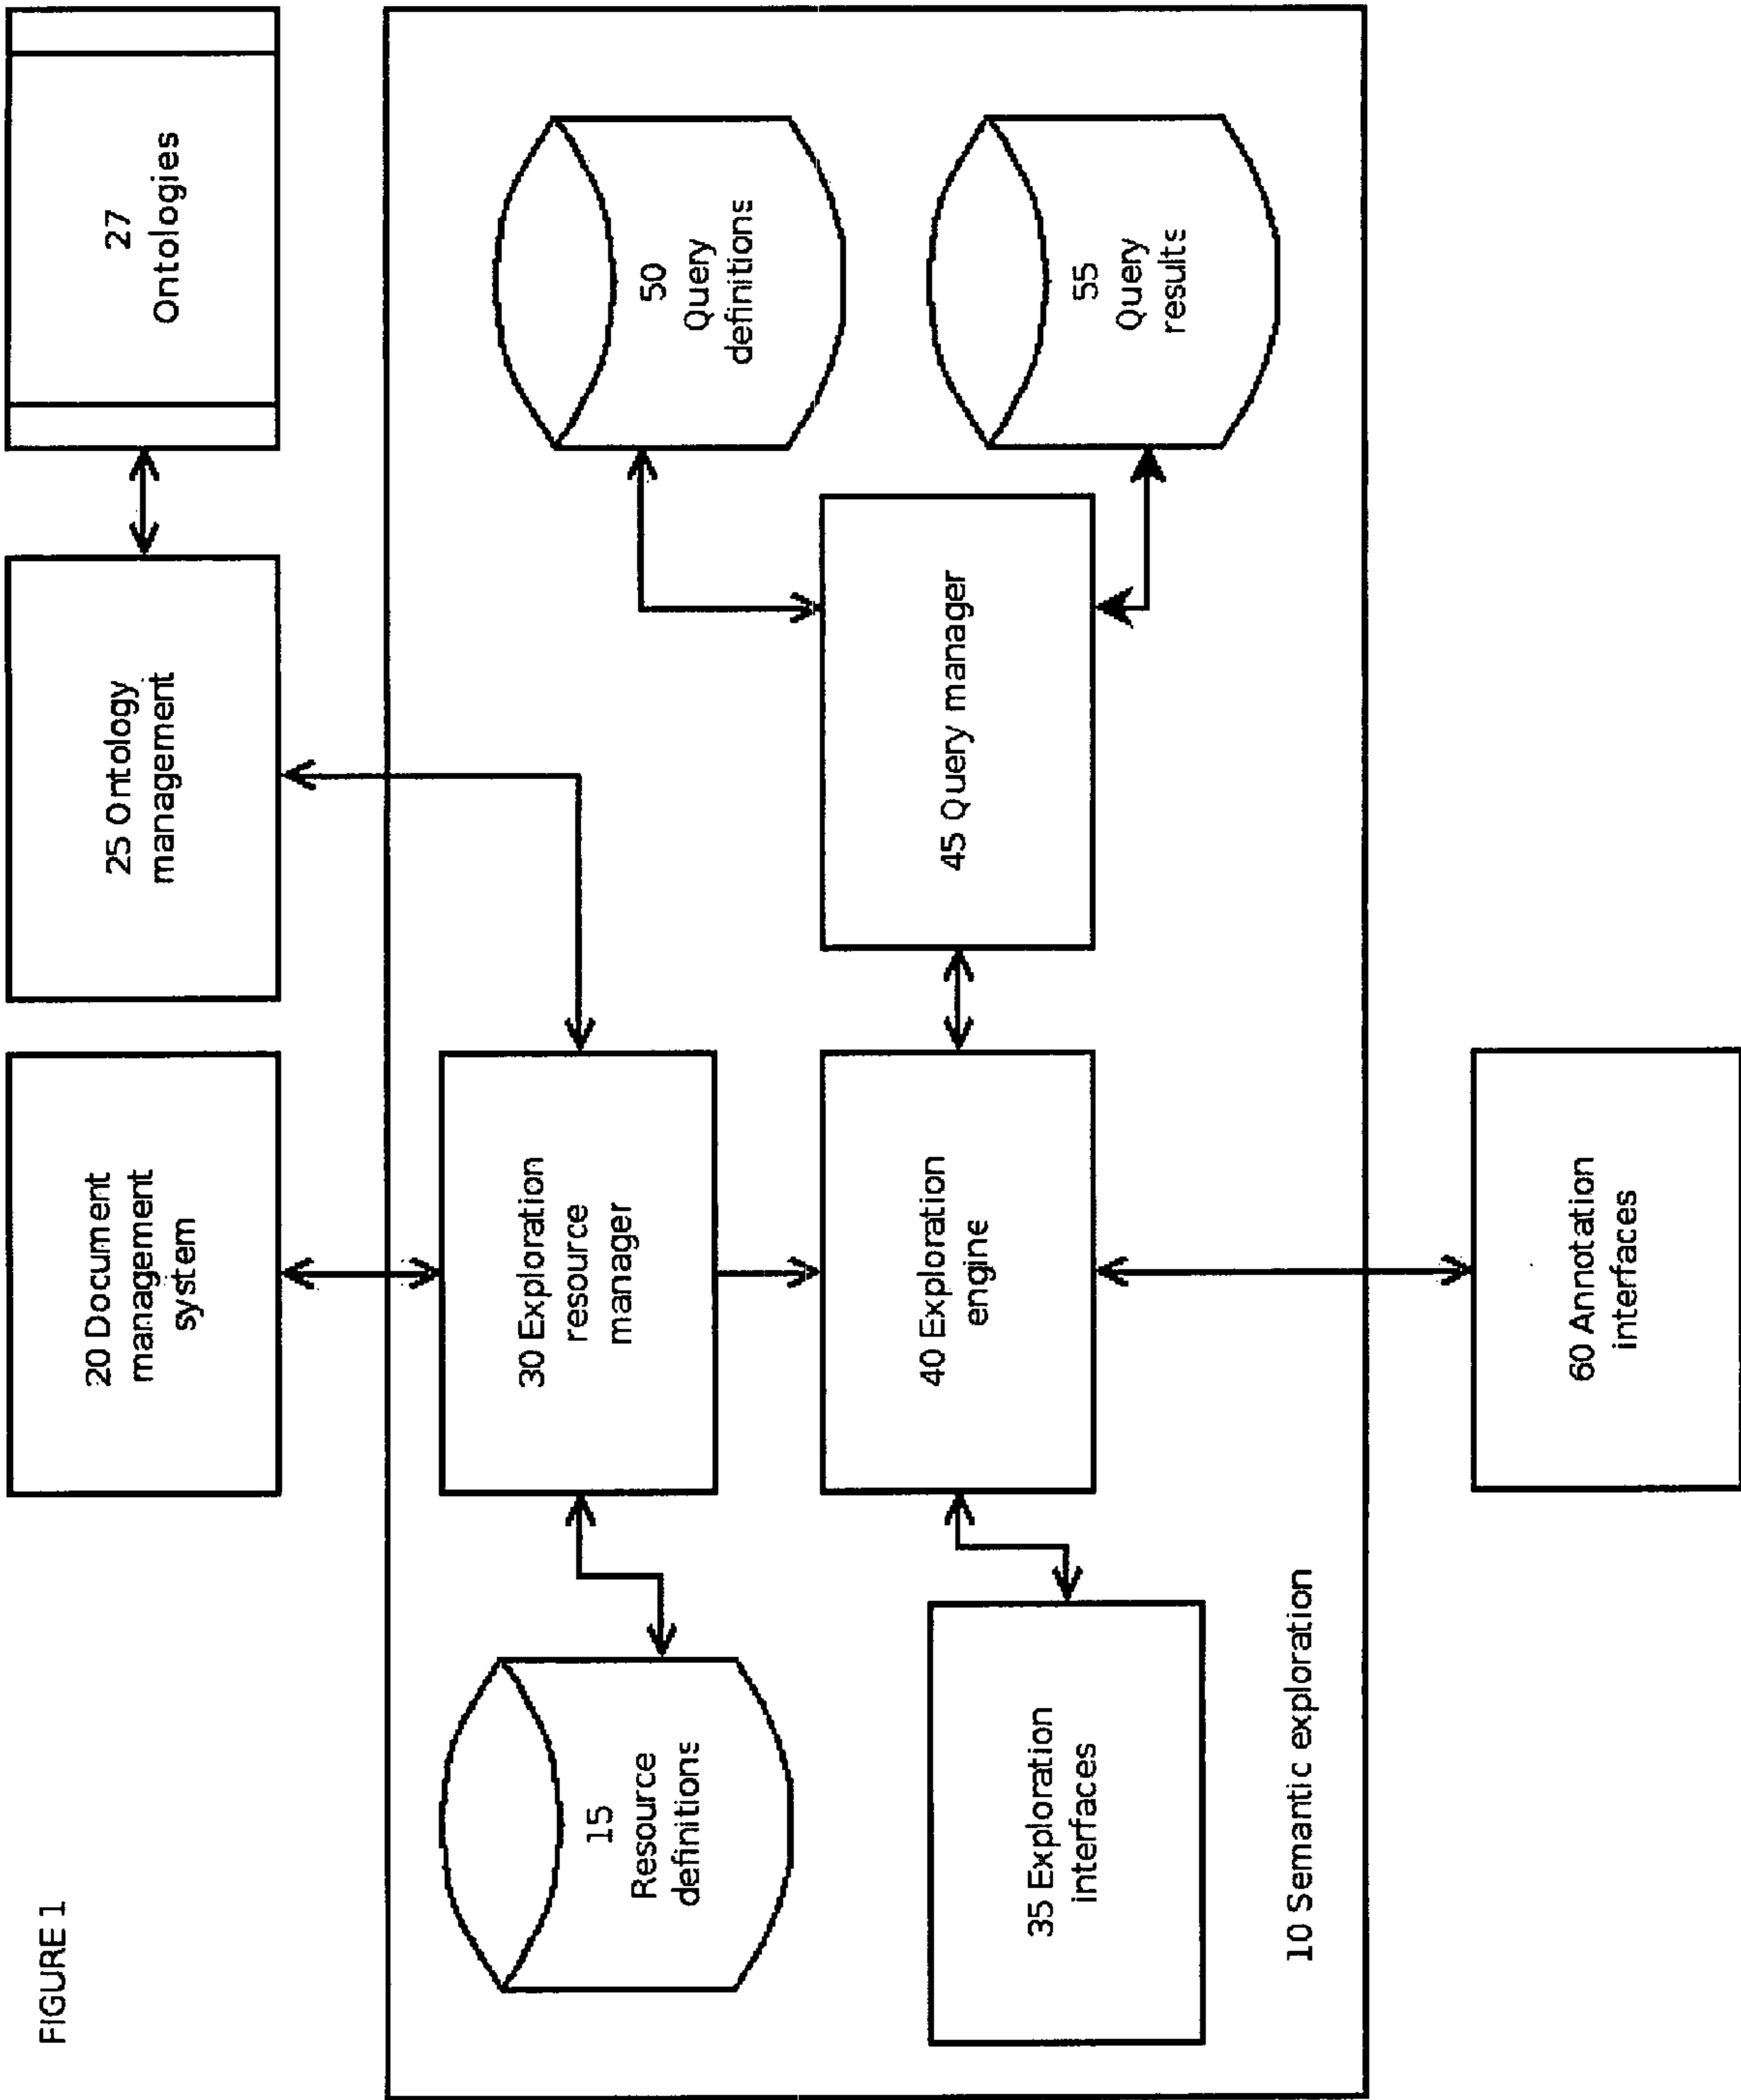 FIGURE 1
20 Document
management
system
25 Ontology
management
27
Ontologies
15
Resource
definitions
30 Exploration
resource
manager
50
Query
definitions
35 Exploration
interfaces
40 Exploration
engine
45 Query manager
55
Query
results
10 Semantic exploration
60 Annotation
interfaces